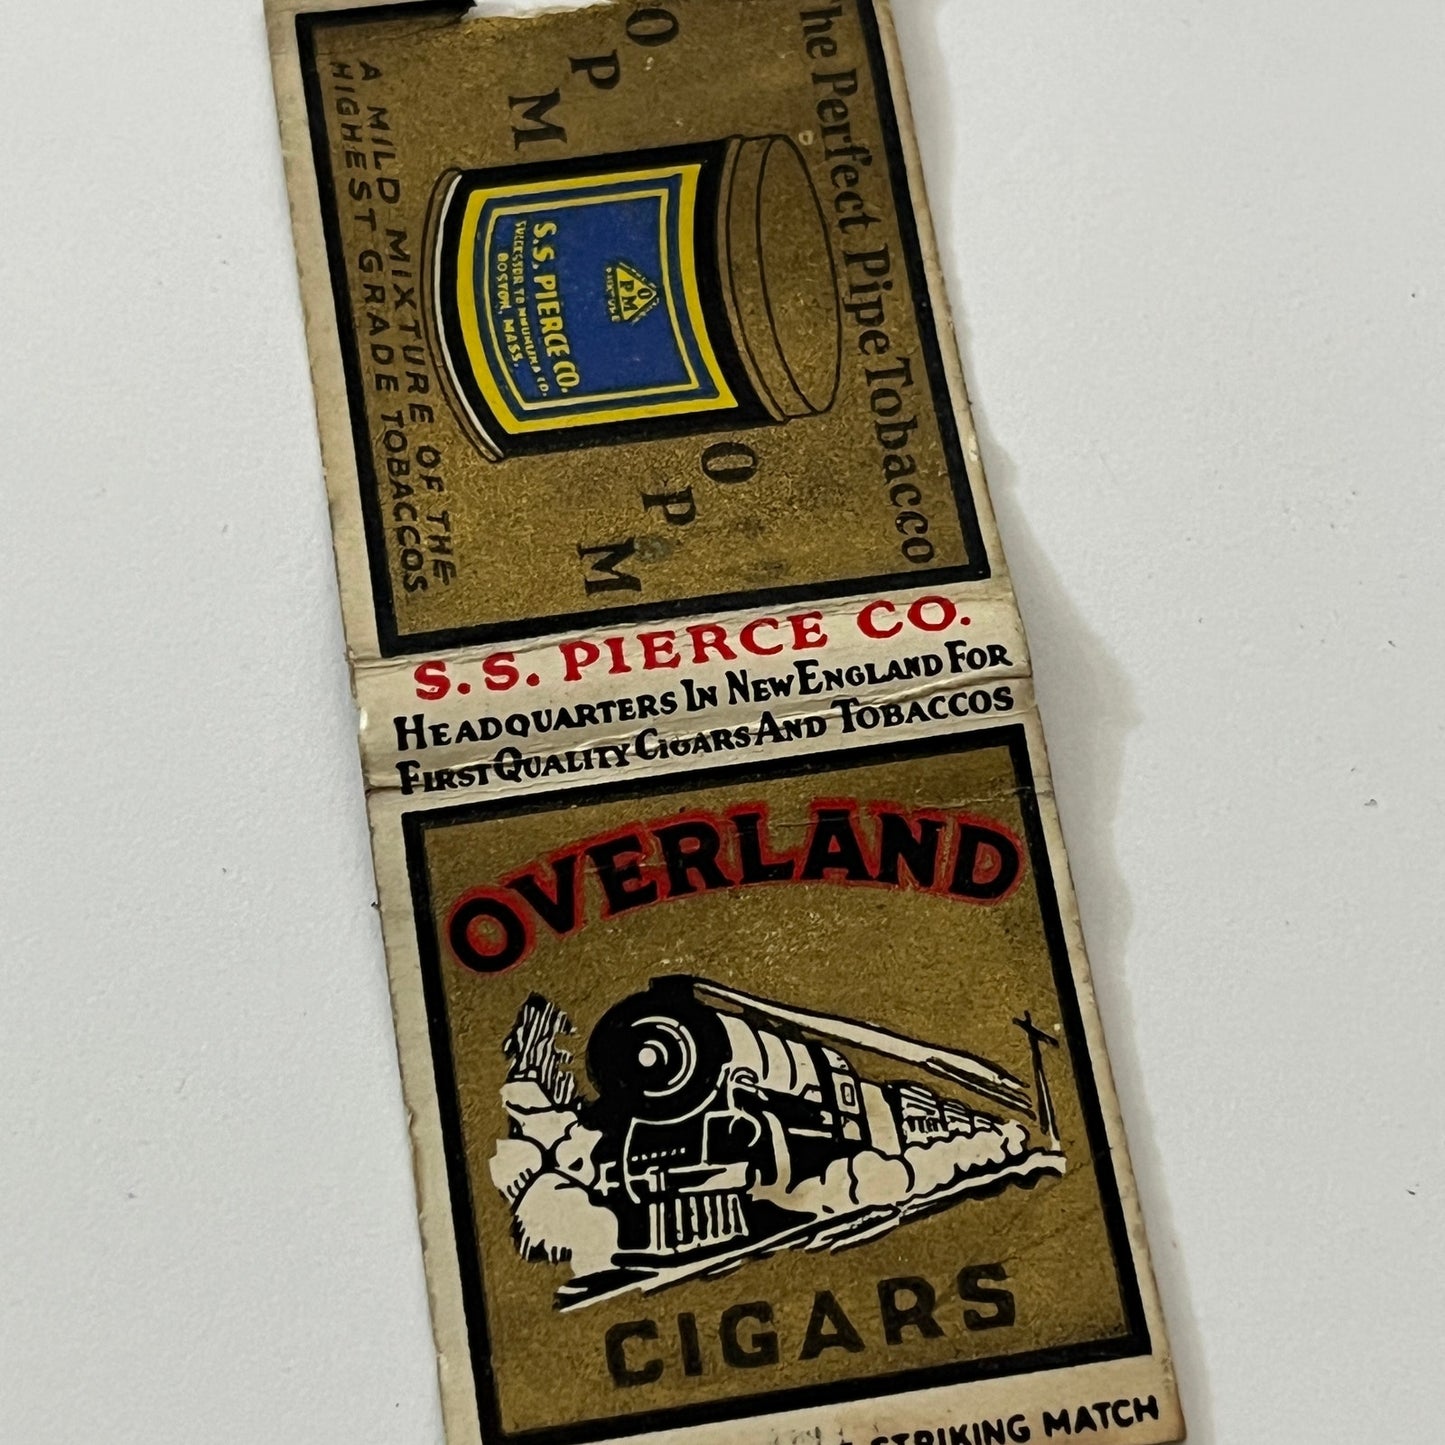 The Perfect Pipe Tobacco
O
P
M
OPM
S.S. PIERCE CO.
BOSTON, MASS.
O
P
M
A MILD MIXTURE OF THE
HIGHEST GRADE TOBACCOS
S.S. PIERCE CO.
HEADQUARTERS IN NEW ENGLAND FOR
FIRST QUALITY CIGARS AND TOBACCOS
OVERLAND
CIGARS
STRIKING MATCH